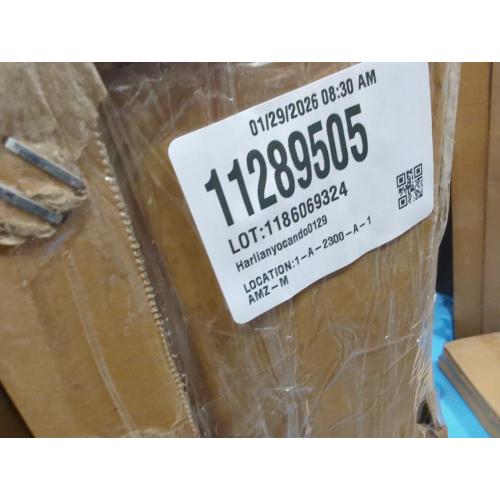 01/29/2026 08:30 AM
11289505
LOT:1186069324
Harlianyocando0129
LOCATION:1-A-2300-A-1
AMZ-M